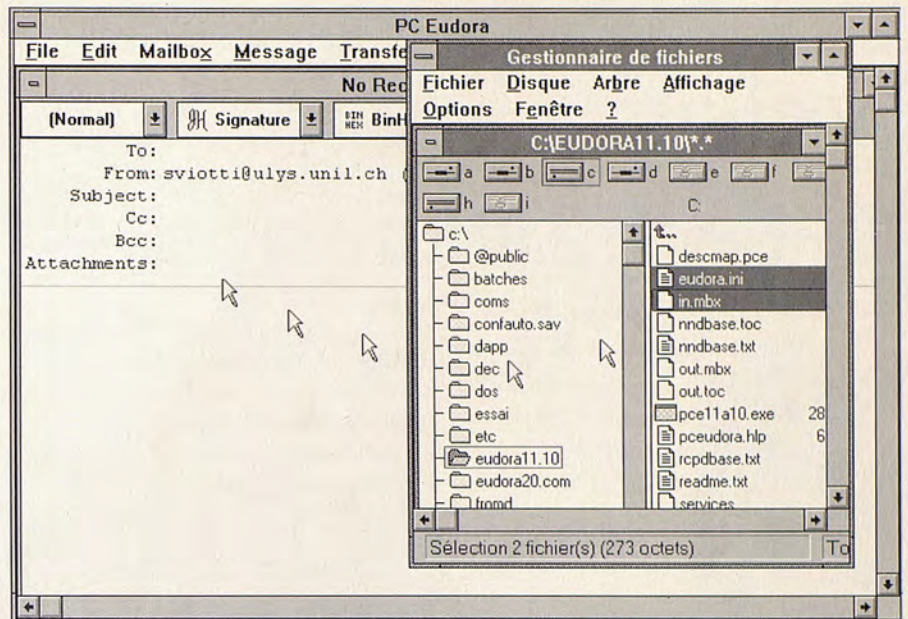 PC Eudora
File Edit Mailbox Message Transfe
No Rec
(Normal) Signature BIN HEX BinH
To:
From: sviotti@ulys.unil.ch (
Subject:
Cc:
Bcc:
Attachments:
Gestionnaire de fichiers
Fichier Disque Arbre Affichage
Options Fenêtre ?
C:\EUDORA11.10\*.*
a b c d e f
h i C:
c:\
@public
batches
coms
confauto.sav
dapp
dec
dos
essai
etc
eudora11.10
eudora20.com
fromd
..
descmap.pce
eudora.ini
in.mbx
nndbase.toc
nndbase.txt
out.mbx
out.toc
pce11a10.exe 28
pceudora.hlp 6
rcpdbase.txt
readme.txt
services
Sélection 2 fichier(s) (273 octets) To